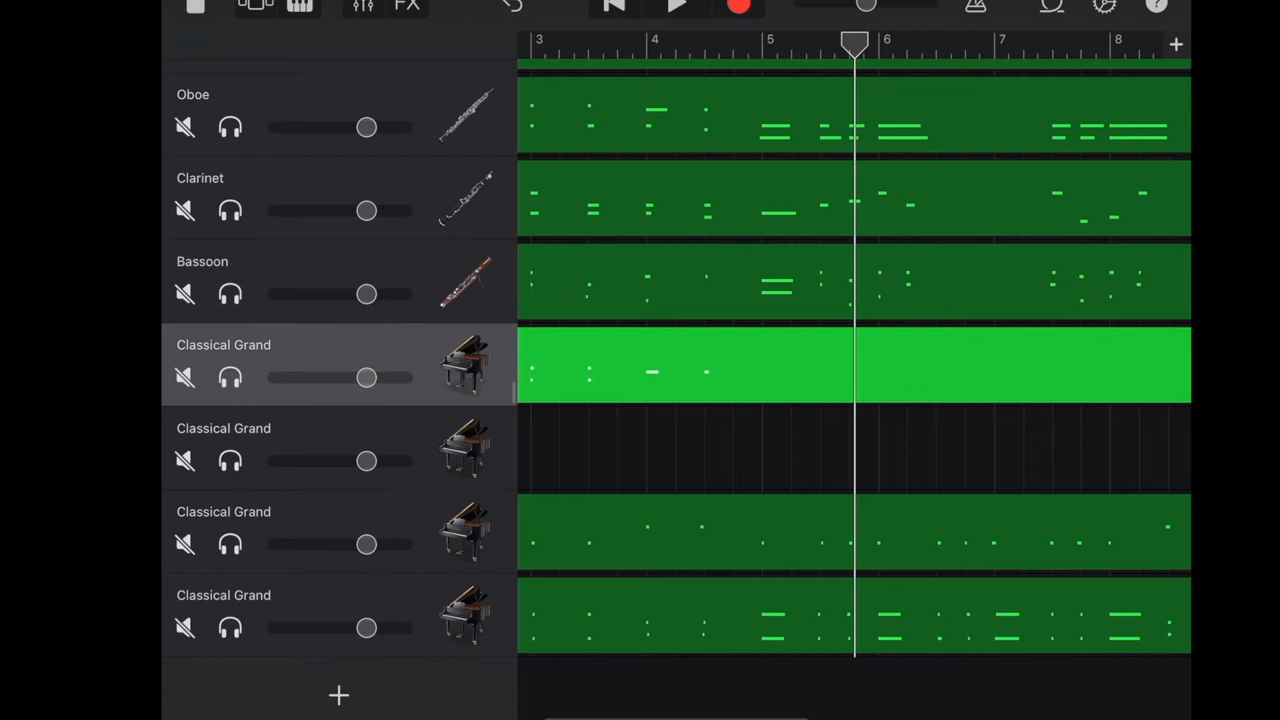 FX
?
3 4 5 6 7 8 +
Oboe
Clarinet
Bassoon
Classical Grand
Classical Grand
Classical Grand
Classical Grand
+